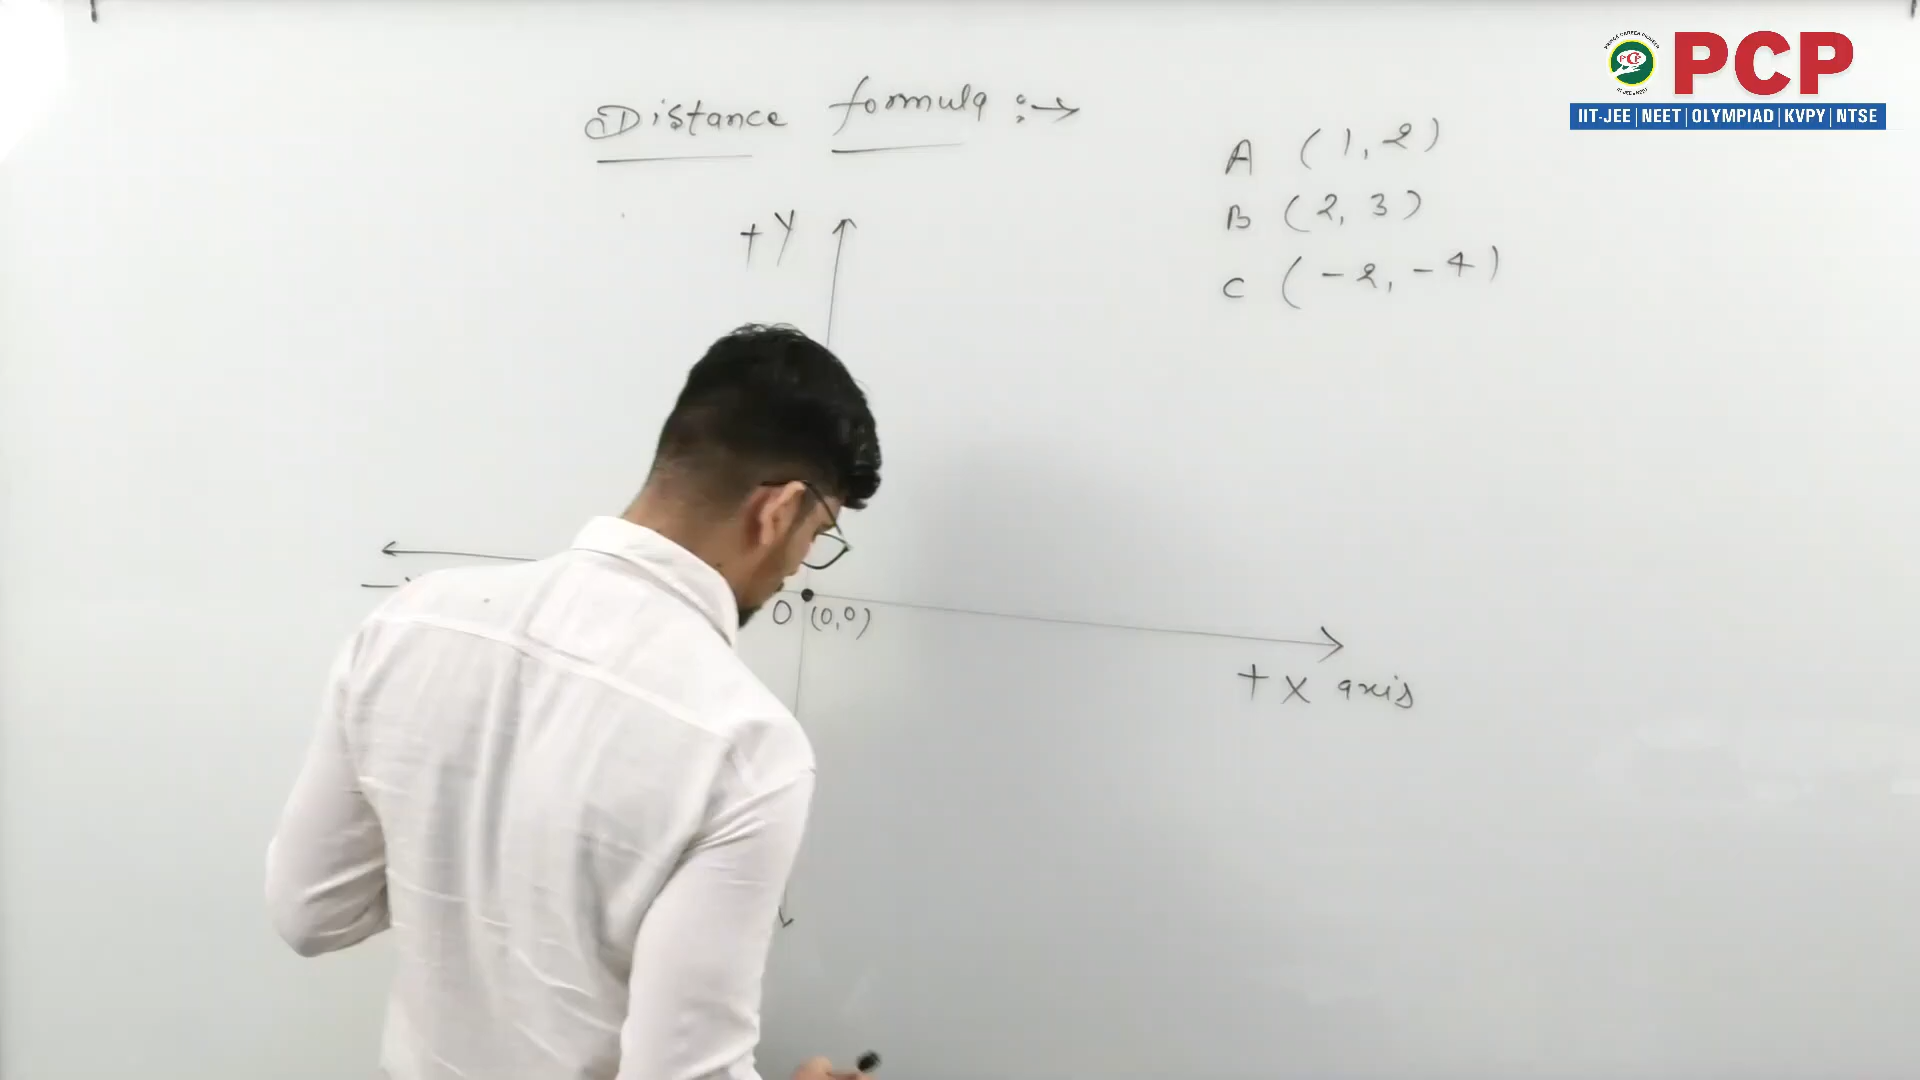 PCP
IIT-JEE | NEET | OLYMPIAD | KVPY | NTSE
Distance formula :→
A (1, 2)
B (2, 3)
C (-2, -4)
+Y
O (0,0)
+ X axis